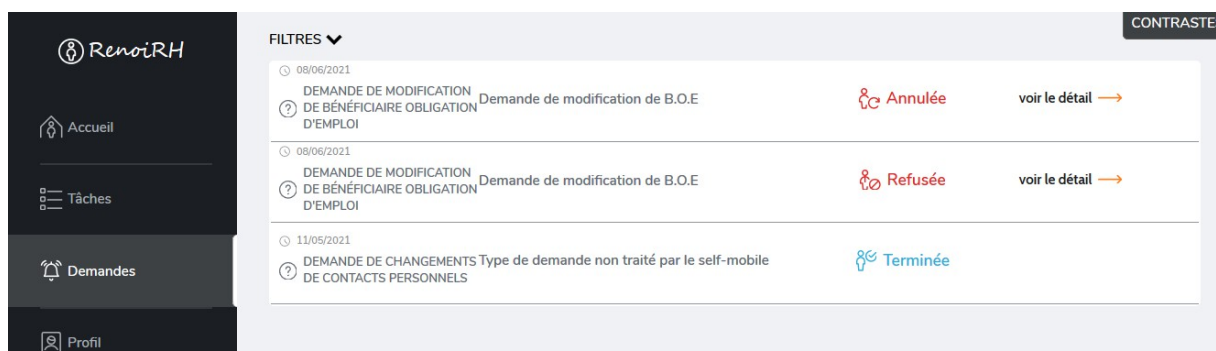 RenoiRH
Accueil
Tâches
Demandes
Profil
CONTRASTE
FILTRES
08/06/2021
DEMANDE DE MODIFICATION
DE BÉNÉFICIAIRE OBLIGATION
D'EMPLOI
Demande de modification de B.O.E
Annulée
voir le détail
08/06/2021
DEMANDE DE MODIFICATION
DE BÉNÉFICIAIRE OBLIGATION
D'EMPLOI
Demande de modification de B.O.E
Refusée
voir le détail
11/05/2021
DEMANDE DE CHANGEMENTS
DE CONTACTS PERSONNELS
Type de demande non traité par le self-mobile
Terminée